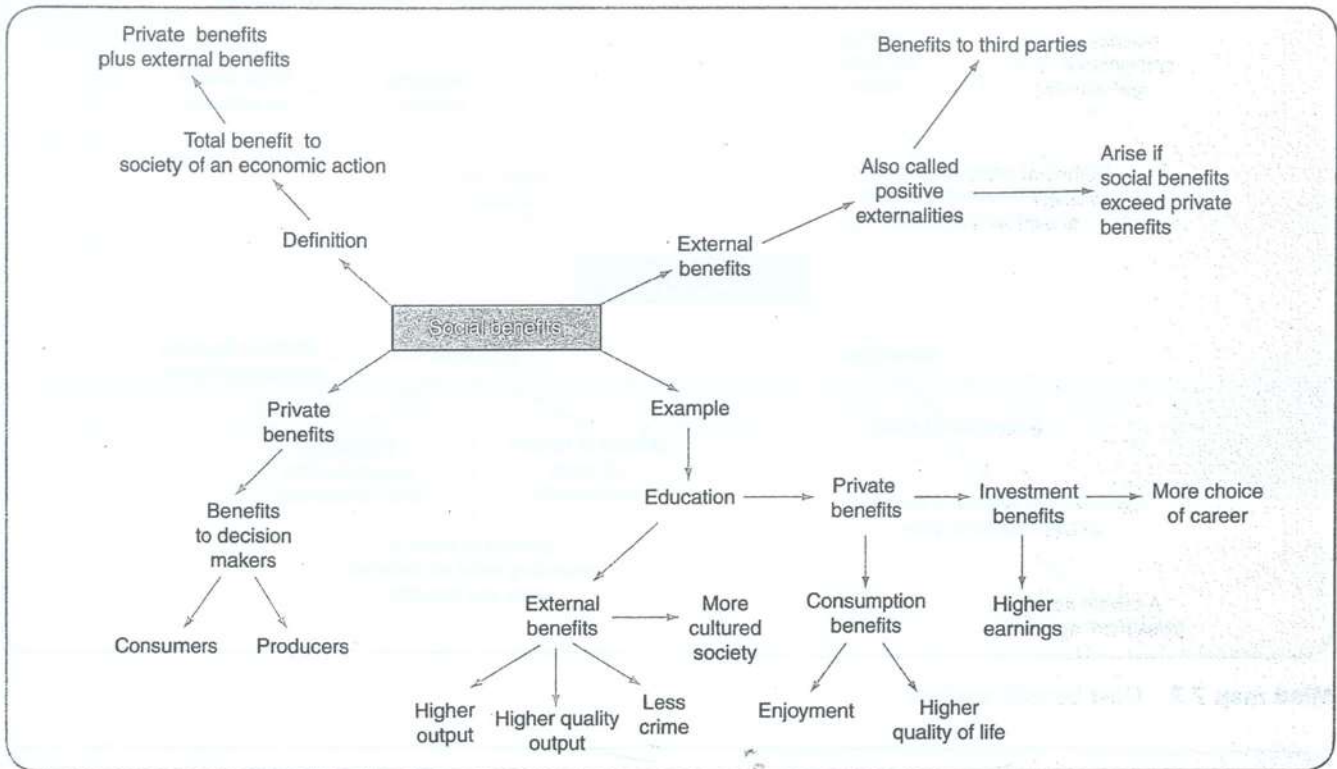 Private benefits
plus external benefits
Total benefit to
society of an economic action
Definition
Benefits to third parties
Also called
positive
externalities
Arise if
social benefits
exceed private
benefits
External
benefits
Social benefits
Private
benefits
Benefits
to decision
makers
Consumers
Producers
Example
Education
Private
benefits
Investment
benefits
More choice
of career
External
benefits
More
cultured
society
Consumption
benefits
Higher
earnings
Higher
output
Higher quality
output
Less
crime
Enjoyment
Higher
quality of life